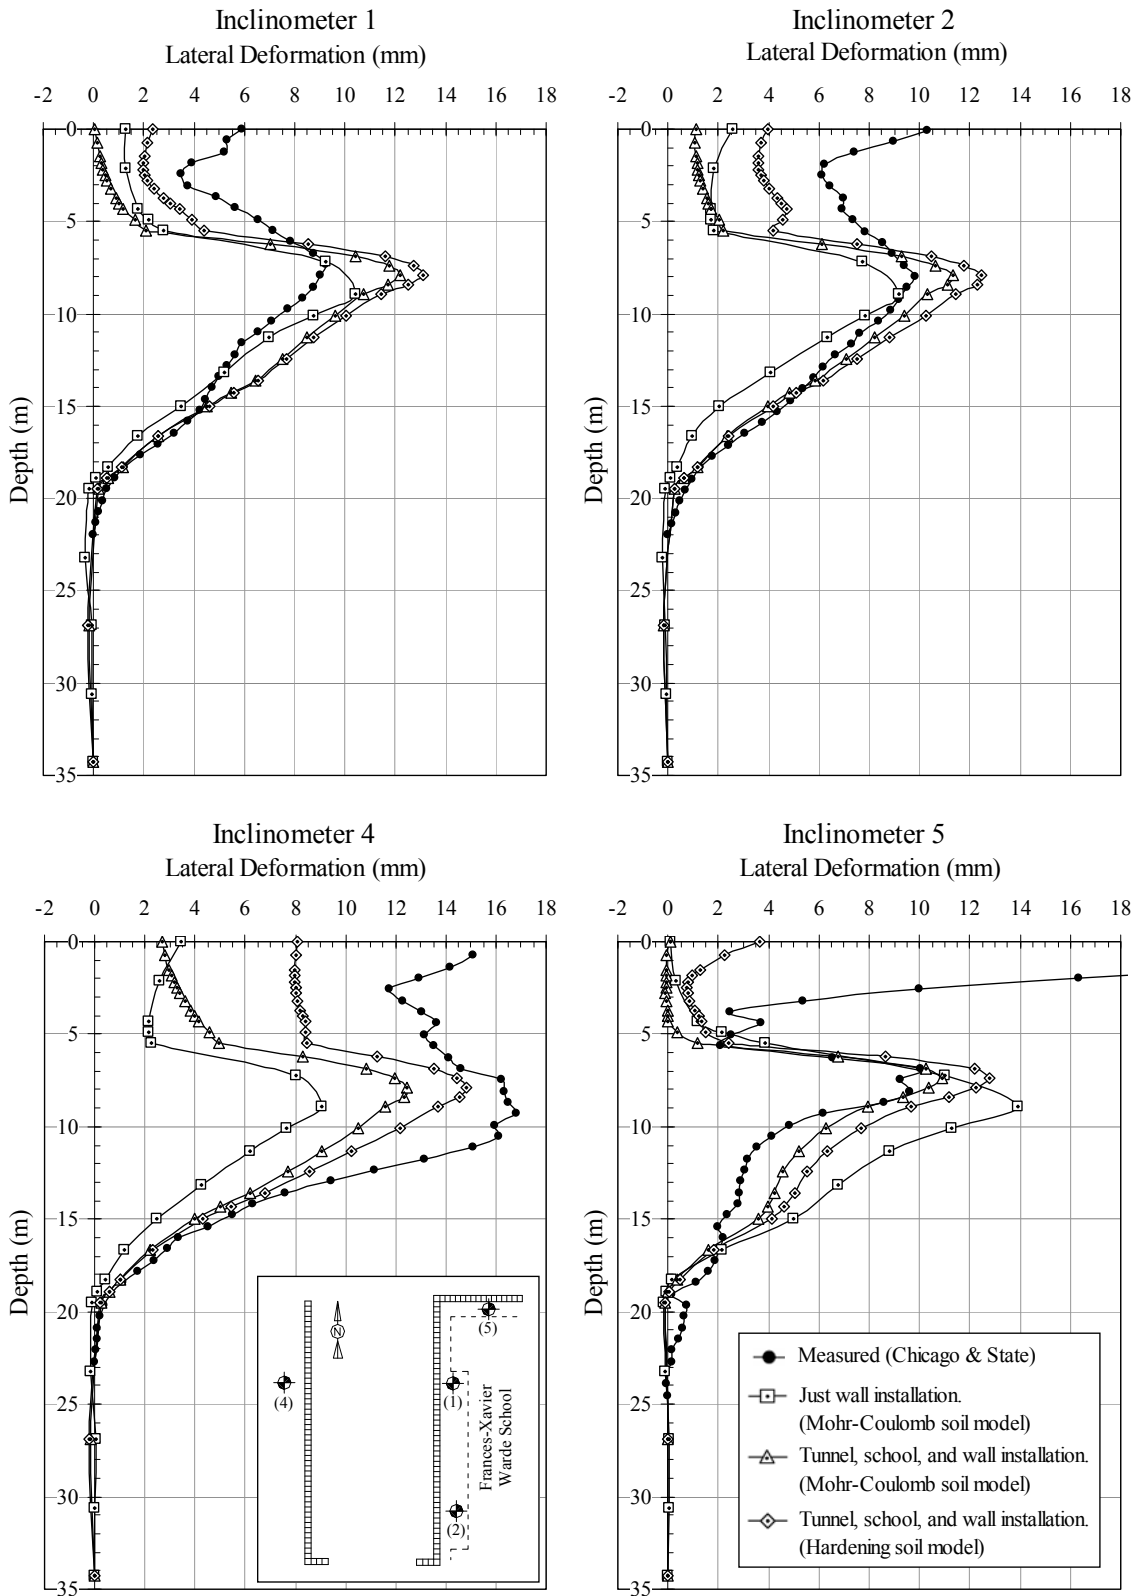 Inclinometer 1
Lateral Deformation (mm)
-2 0 2 4 6 8 10 12 14 16 18
0
5
10
15
20
25
30
35
Depth (m)
Inclinometer 2
Lateral Deformation (mm)
-2 0 2 4 6 8 10 12 14 16 18
0
5
10
15
20
25
30
35
Depth (m)
Inclinometer 4
Lateral Deformation (mm)
-2 0 2 4 6 8 10 12 14 16 18
0
5
10
15
20
25
30
35
Depth (m)
N
(5)
(4)
(1)
(2)
Frances-Xavier
Warde School
Inclinometer 5
Lateral Deformation (mm)
-2 0 2 4 6 8 10 12 14 16 18
0
5
10
15
20
25
30
35
Depth (m)
Measured (Chicago & State)
Just wall installation.
(Mohr-Coulomb soil model)
Tunnel, school, and wall installation.
(Mohr-Coulomb soil model)
Tunnel, school, and wall installation.
(Hardening soil model)